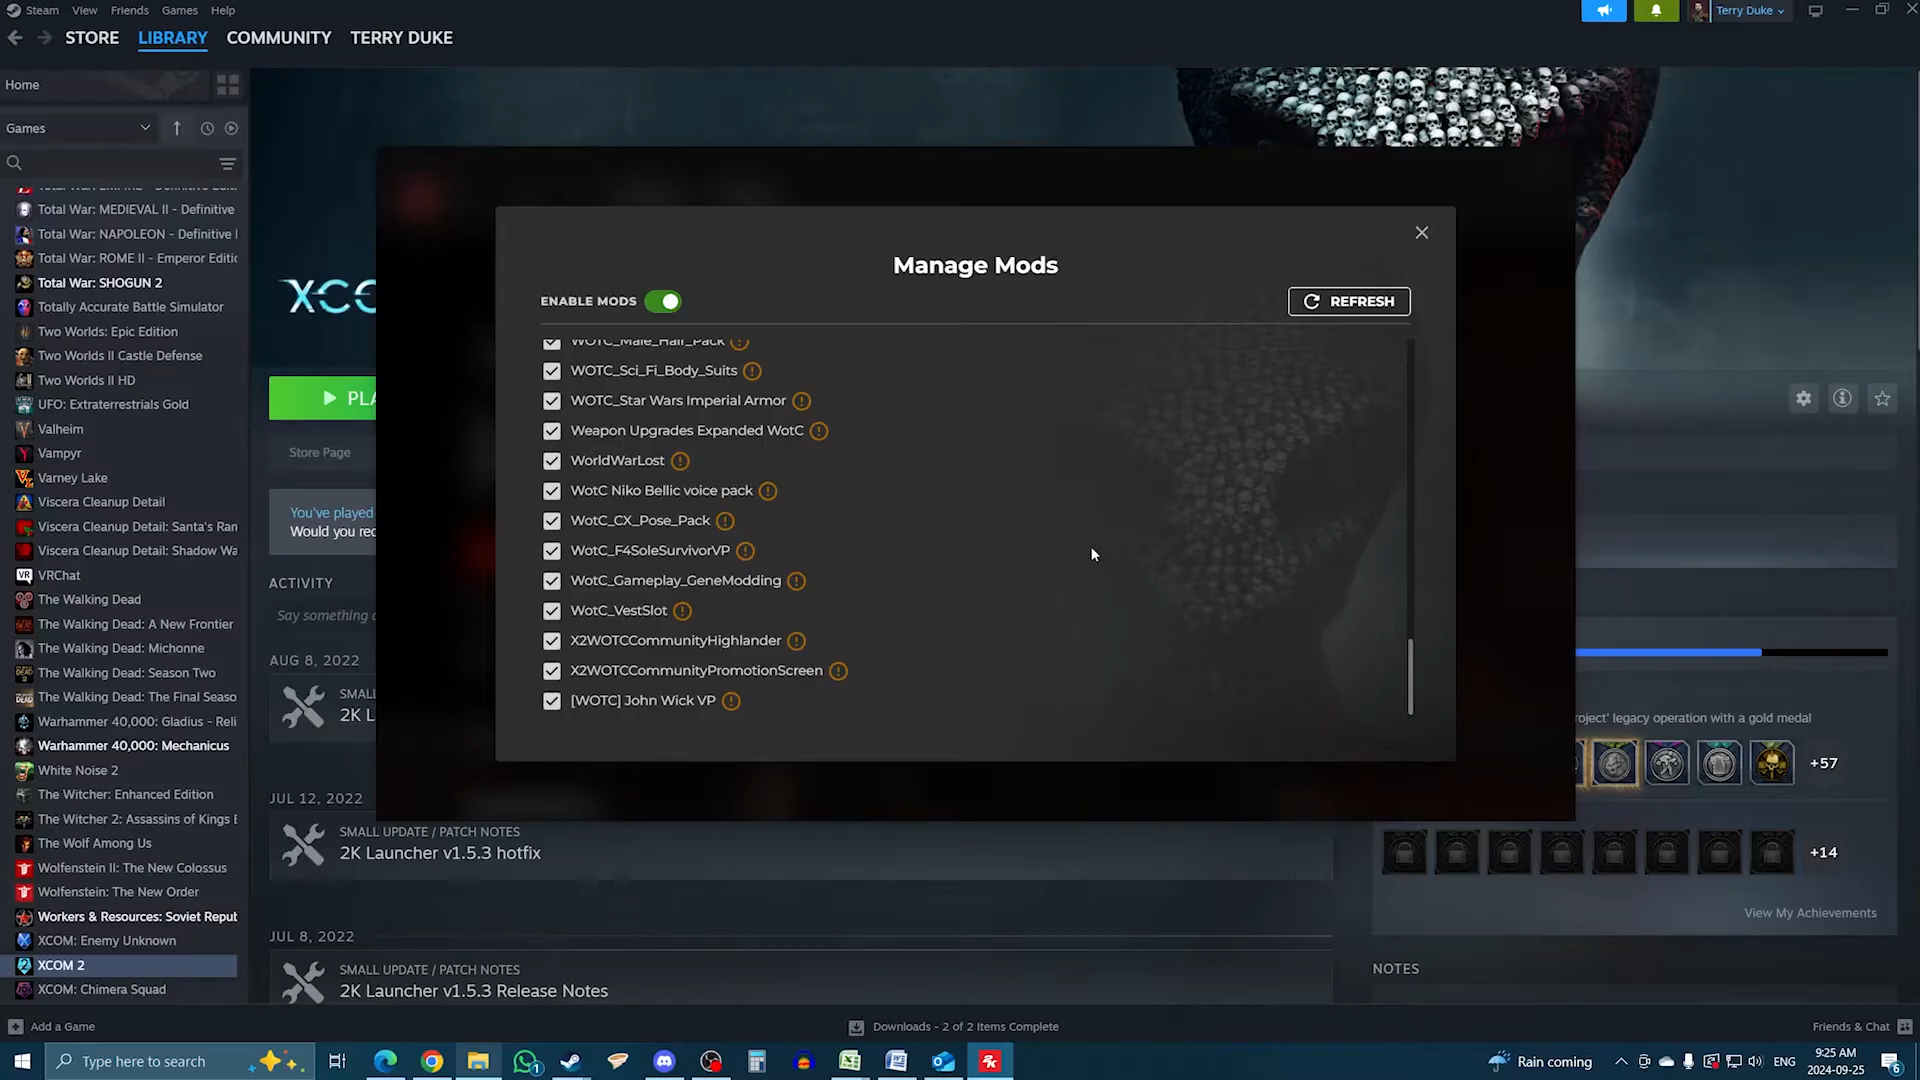 Steam View Friends Games Help
Terry Duke
STORE LIBRARY COMMUNITY TERRY DUKE
Home
Games
Total War: MEDIEVAL II - Definitive
Total War: NAPOLEON - Definitive
Total War: ROME II - Emperor Editic
Total War: SHOGUN 2
Totally Accurate Battle Simulator
Two Worlds: Epic Edition
Two Worlds II Castle Defense
Two Worlds II HD
UFO: Extraterrestrials Gold
Valheim
Vampyr
Varney Lake
Viscera Cleanup Detail
Viscera Cleanup Detail: Santa's Ram
Viscera Cleanup Detail: Shadow Wa
VRChat
The Walking Dead
The Walking Dead: A New Frontier
The Walking Dead: Michonne
The Walking Dead: Season Two
The Walking Dead: The Final Seaso
Warhammer 40,000: Gladius - Reli
Warhammer 40,000: Mechanicus
White Noise 2
The Witcher: Enhanced Edition
The Witcher 2: Assassins of Kings E
The Wolf Among Us
Wolfenstein II: The New Colossus
Wolfenstein: The New Order
Workers & Resources: Soviet Repub
XCOM: Enemy Unknown
XCOM 2
XCOM: Chimera Squad
Add a Game
XCO
PLA
Store Page
You've played
Would you rec
ACTIVITY
Say something a
AUG 8, 2022
SMAL
2K L
JUL 12, 2022
SMALL UPDATE / PATCH NOTES
2K Launcher v1.5.3 hotfix
JUL 8, 2022
SMALL UPDATE / PATCH NOTES
2K Launcher v1.5.3 Release Notes
Manage Mods
ENABLE MODS
REFRESH
WOTC_Male_Hair_Pack
WOTC_Sci_Fi_Body_Suits
WOTC_Star Wars Imperial Armor
Weapon Upgrades Expanded WotC
WorldWarLost
WotC Niko Bellic voice pack
WotC_CX_Pose_Pack
WotC_F4SoleSurvivorVP
WotC_Gameplay_GeneModding
WotC_VestSlot
X2WOTCCommunityHighlander
X2WOTCCommunityPromotionScreen
[WOTC] John Wick VP
roject' legacy operation with a gold medal
+57
+14
View My Achievements
NOTES
Downloads - 2 of 2 Items Complete
Friends & Chat
Type here to search
Rain coming
ENG
9:25 AM
2024-09-25
6